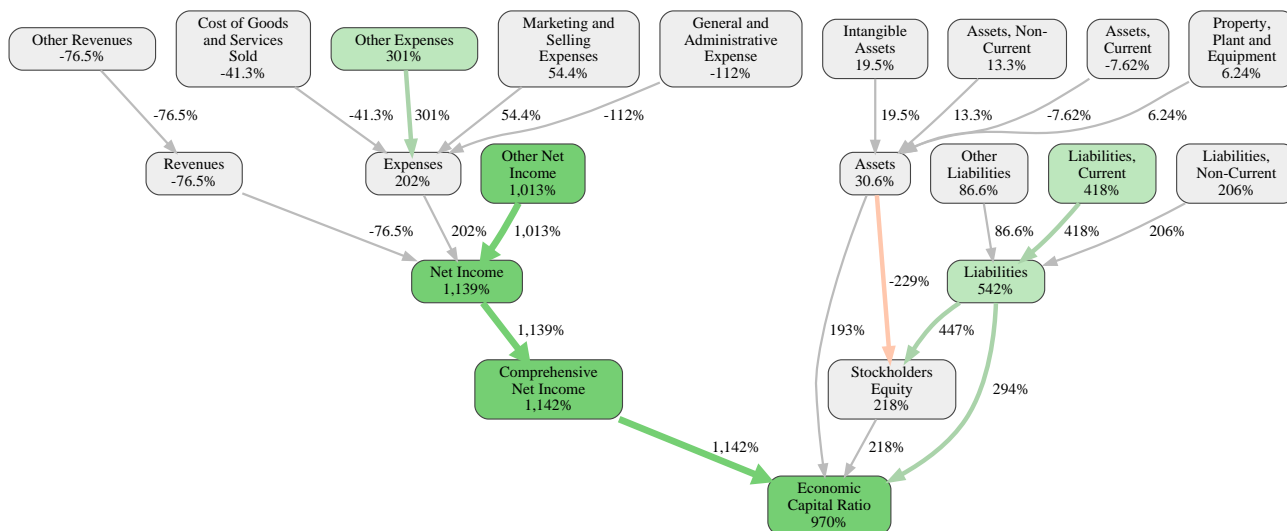 Other Revenues
-76.5%
Cost of Goods
and Services
Sold
-41.3%
Other Expenses
301%
Marketing and
Selling
Expenses
54.4%
General and
Administrative
Expense
-112%
Intangible
Assets
19.5%
Assets, Non-
Current
13.3%
Assets,
Current
-7.62%
Property,
Plant and
Equipment
6.24%
-76.5%
-41.3%
301%
54.4%
-112%
19.5%
13.3%
-7.62%
6.24%
Revenues
-76.5%
Expenses
202%
Other Net
Income
1,013%
Assets
30.6%
Other
Liabilities
86.6%
Liabilities,
Current
418%
Liabilities,
Non-Current
206%
-76.5%
202%
1,013%
86.6%
418%
206%
Net Income
1,139%
Liabilities
542%
-229%
1,139%
193%
447%
Comprehensive
Net Income
1,142%
Stockholders
Equity
218%
294%
1,142%
218%
Economic
Capital Ratio
970%